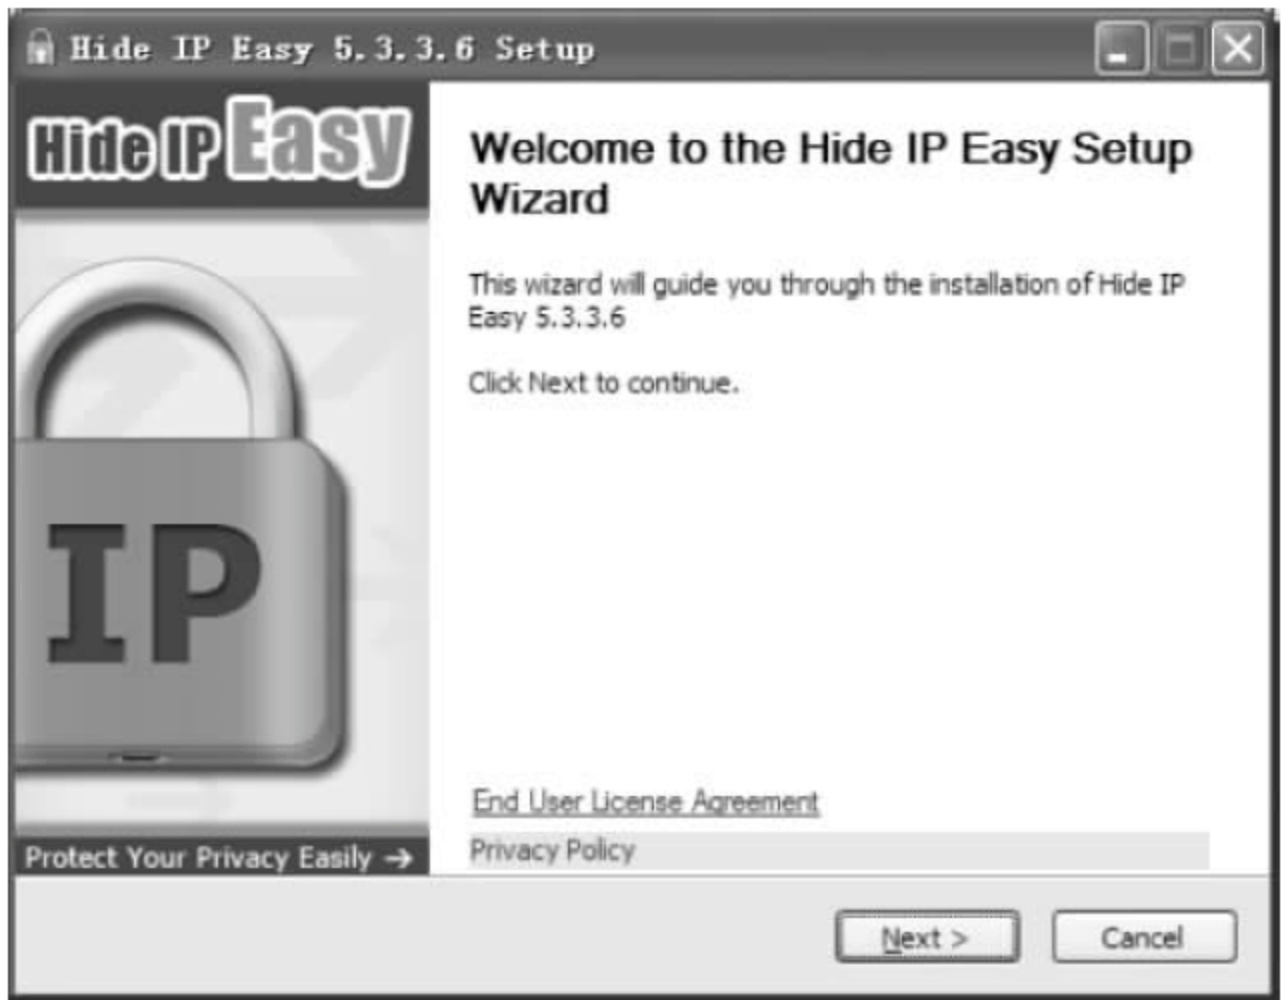 Hide IP Easy 5.3.3.6 Setup
Hide IP Easy
Welcome to the Hide IP Easy Setup
Wizard
This wizard will guide you through the installation of Hide IP
Easy 5.3.3.6
Click Next to continue.
IP
End User License Agreement
Privacy Policy
Protect Your Privacy Easily →
Next >
Cancel